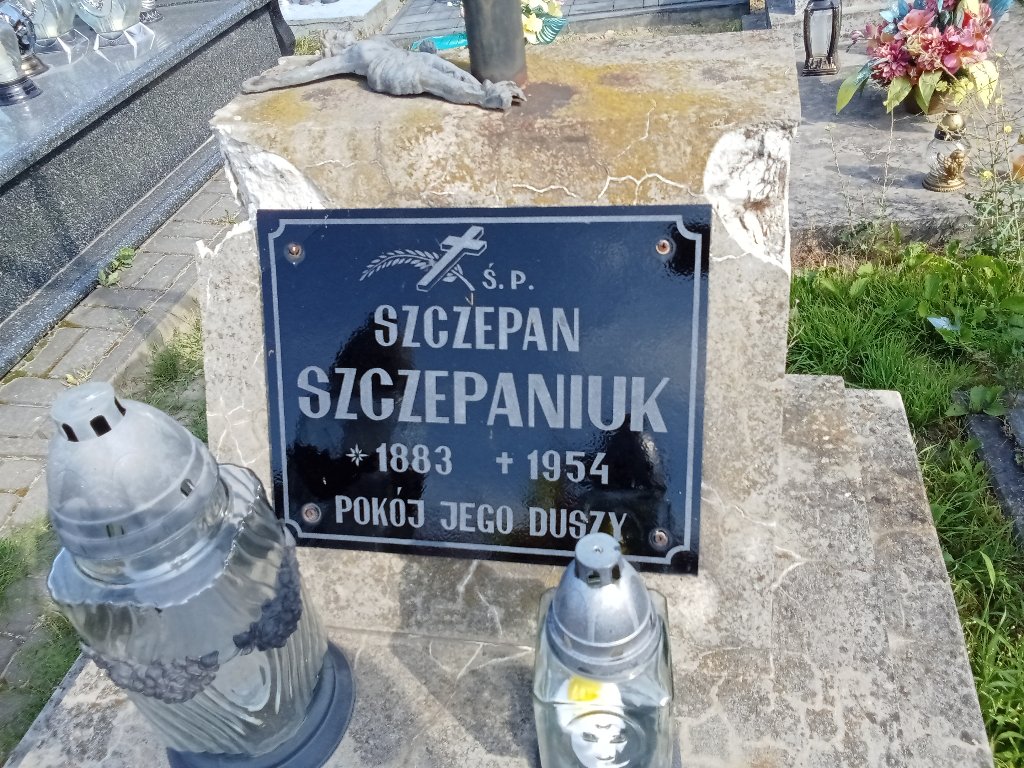 Ś.P.
SZCZEPAN
SZCZEPANIUK
* 1883 + 1954
POKÓJ JEGO DUSZY